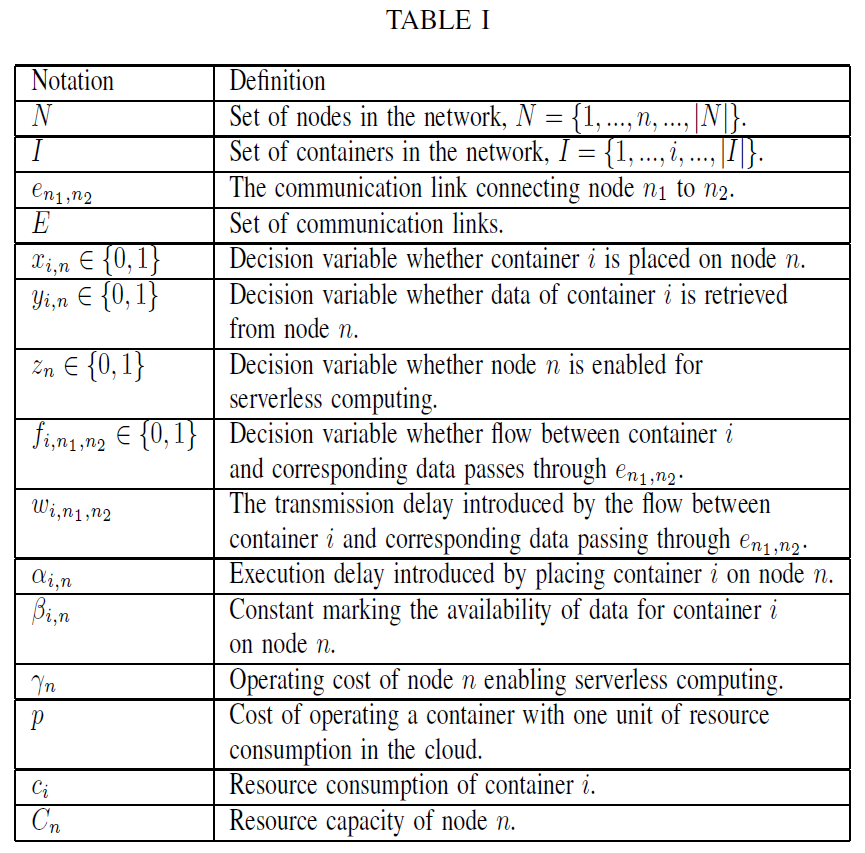 TABLE I
Notation Definition
N Set of nodes in the network, N = {1, ..., n, ..., |N|}.
I Set of containers in the network, I = {1, ..., i, ..., |I|}.
e_{n_1,n_2} The communication link connecting node n_1 to n_2.
E Set of communication links.
x_{i,n} ∈ {0, 1} Decision variable whether container i is placed on node n.
y_{i,n} ∈ {0, 1} Decision variable whether data of container i is retrieved
from node n.
z_n ∈ {0, 1} Decision variable whether node n is enabled for
serverless computing.
f_{i,n_1,n_2} ∈ {0, 1} Decision variable whether flow between container i
and corresponding data passes through e_{n_1,n_2}.
w_{i,n_1,n_2} The transmission delay introduced by the flow between
container i and corresponding data passing through e_{n_1,n_2}.
α_{i,n} Execution delay introduced by placing container i on node n.
β_{i,n} Constant marking the availability of data for container i
on node n.
γ_n Operating cost of node n enabling serverless computing.
p Cost of operating a container with one unit of resource
consumption in the cloud.
c_i Resource consumption of container i.
C_n Resource capacity of node n.